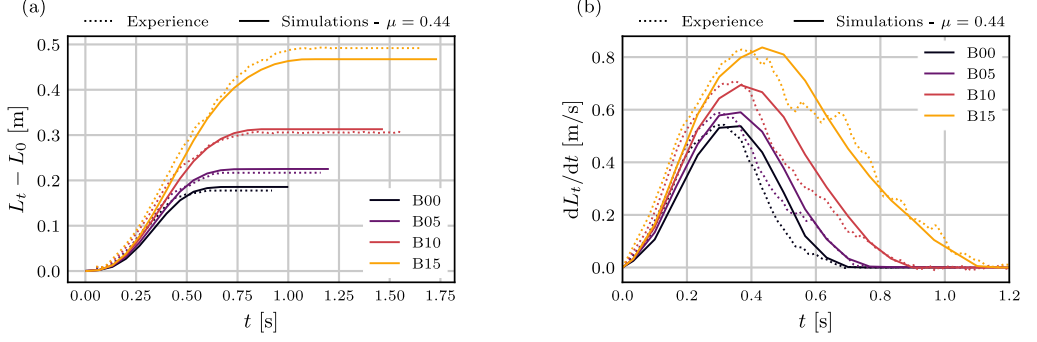 (a)
Experience Simulations - μ = 0.44
0.5
0.4
0.3
0.2
0.1
0.0
L_t − L_0 [m]
B00
B05
B10
B15
0.00 0.25 0.50 0.75 1.00 1.25 1.50 1.75
t [s]
(b)
Experience Simulations - μ = 0.44
0.8
0.6
0.4
0.2
0.0
dL_t/dt [m/s]
B00
B05
B10
B15
0.0 0.2 0.4 0.6 0.8 1.0 1.2
t [s]